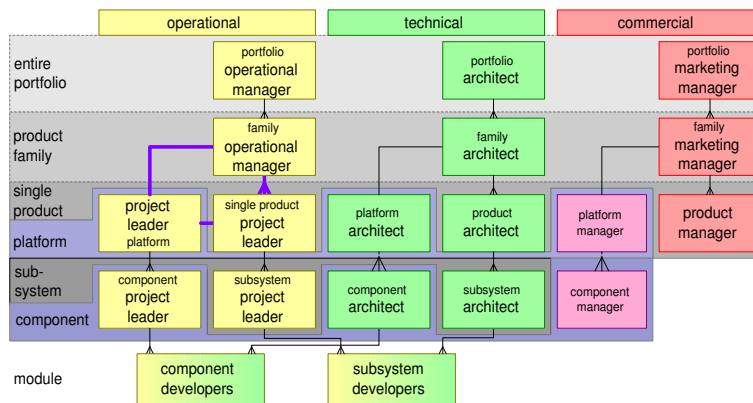 operational
technical
commercial
entire
portfolio
portfolio
operational
manager
portfolio
architect
portfolio
marketing
manager
product
family
family
operational
manager
family
architect
family
marketing
manager
single
product
platform
project
leader
platform
single product
project
leader
platform
architect
product
architect
platform
manager
product
manager
sub-
system
component
component
project
leader
subsystem
project
leader
component
architect
subsystem
architect
component
manager
module
component
developers
subsystem
developers